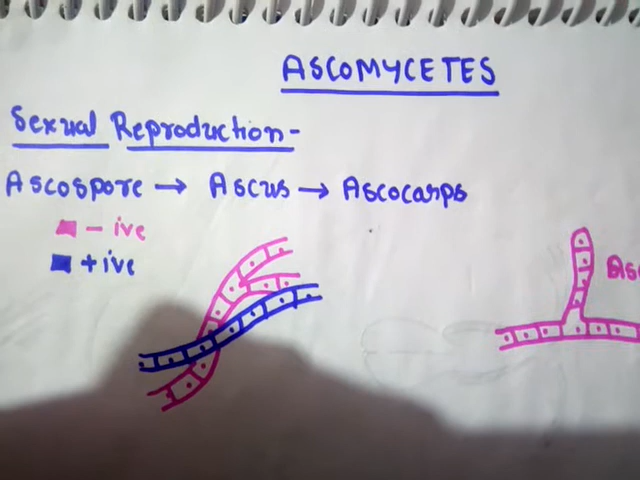 ASCOMYCETES
Sexual Reproduction-
Ascospore → Ascus → Ascocarps
- ive
+ive